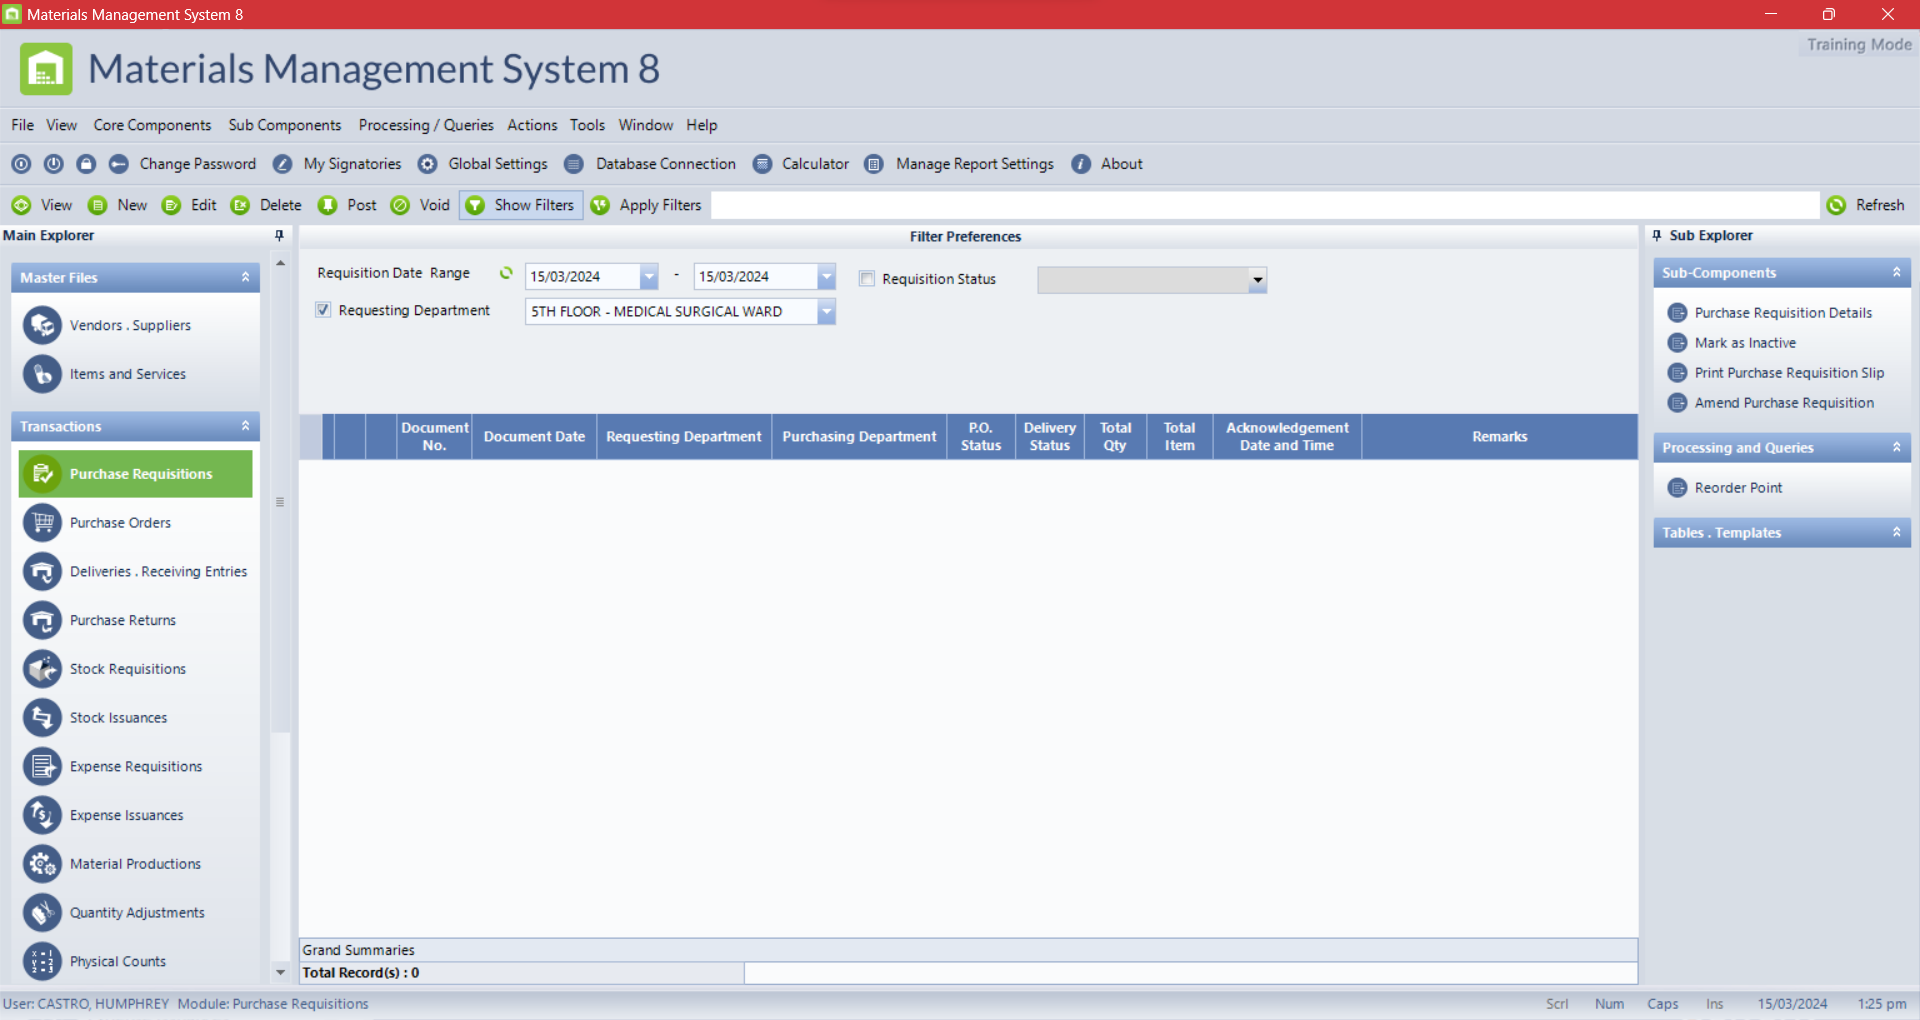 Materials Management System 8
Training Mode
Materials Management System 8
File View Core Components Sub Components Processing / Queries Actions Tools Window Help
Change Password My Signatories Global Settings Database Connection Calculator Manage Report Settings About
View New Edit Delete Post Void Show Filters Apply Filters Refresh
Main Explorer
Master Files
Vendors . Suppliers
Items and Services
Transactions
Purchase Requisitions
Purchase Orders
Deliveries . Receiving Entries
Purchase Returns
Stock Requisitions
Stock Issuances
Expense Requisitions
Expense Issuances
Material Productions
Quantity Adjustments
Physical Counts
Filter Preferences
Requisition Date Range 15/03/2024 - 15/03/2024 Requisition Status
Requesting Department 5TH FLOOR - MEDICAL SURGICAL WARD
Document No. Document Date Requesting Department Purchasing Department P.O. Status Delivery Status Total Qty Total Item Acknowledgement Date and Time Remarks
Grand Summaries
Total Record(s) : 0
Sub Explorer
Sub-Components
Purchase Requisition Details
Mark as Inactive
Print Purchase Requisition Slip
Amend Purchase Requisition
Processing and Queries
Reorder Point
Tables . Templates
User: CASTRO, HUMPHREY Module: Purchase Requisitions Scrl Num Caps Ins 15/03/2024 1:25 pm